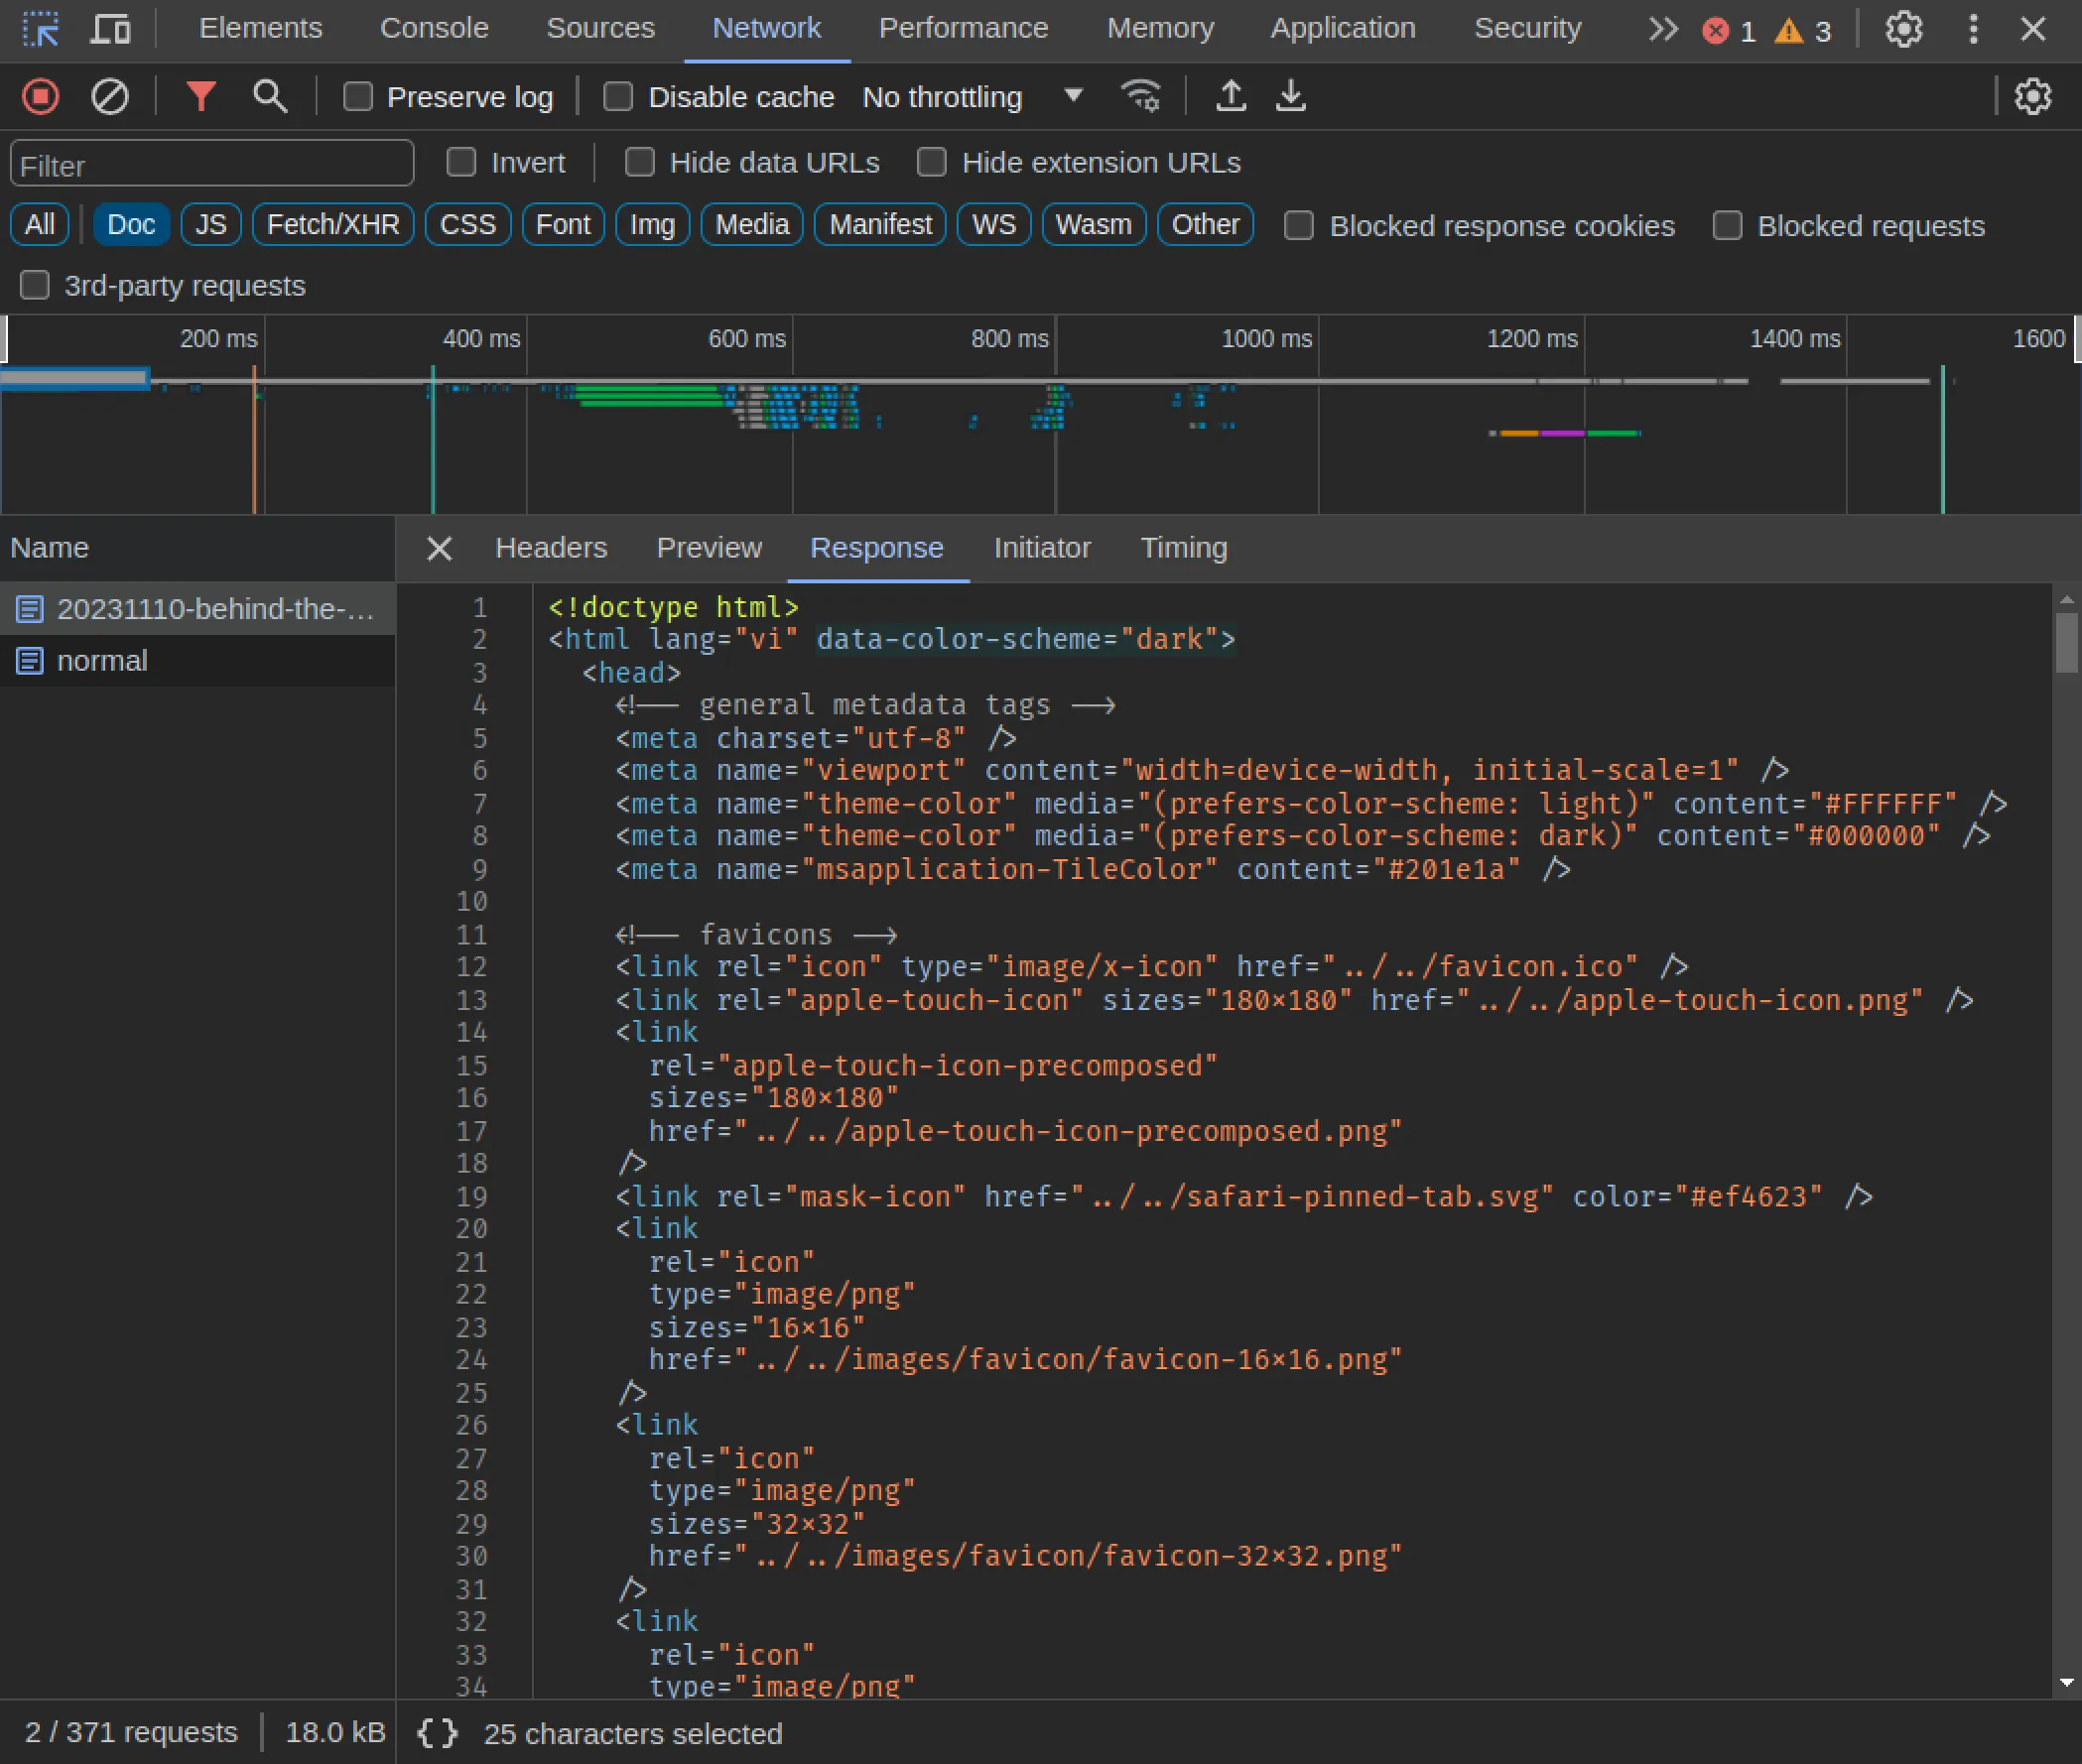 Elements Console Sources Network Performance Memory Application Security 1 3
Preserve log Disable cache No throttling
Filter Invert Hide data URLs Hide extension URLs
All Doc JS Fetch/XHR CSS Font Img Media Manifest WS Wasm Other Blocked response cookies Blocked requests
3rd-party requests
200 ms 400 ms 600 ms 800 ms 1000 ms 1200 ms 1400 ms 1600
Name Headers Preview Response Initiator Timing
20231110-behind-the-…
normal
1 <!doctype html>
2 <html lang="vi" data-color-scheme="dark">
3 <head>
4 <!-- general metadata tags -->
5 <meta charset="utf-8" />
6 <meta name="viewport" content="width=device-width, initial-scale=1" />
7 <meta name="theme-color" media="(prefers-color-scheme: light)" content="#FFFFFF" />
8 <meta name="theme-color" media="(prefers-color-scheme: dark)" content="#000000" />
9 <meta name="msapplication-TileColor" content="#201e1a" />
10
11 <!-- favicons -->
12 <link rel="icon" type="image/x-icon" href="../../favicon.ico" />
13 <link rel="apple-touch-icon" sizes="180×180" href="../../apple-touch-icon.png" />
14 <link
15 rel="apple-touch-icon-precomposed"
16 sizes="180×180"
17 href="../../apple-touch-icon-precomposed.png"
18 />
19 <link rel="mask-icon" href="../../safari-pinned-tab.svg" color="#ef4623" />
20 <link
21 rel="icon"
22 type="image/png"
23 sizes="16×16"
24 href="../../images/favicon/favicon-16×16.png"
25 />
26 <link
27 rel="icon"
28 type="image/png"
29 sizes="32×32"
30 href="../../images/favicon/favicon-32×32.png"
31 />
32 <link
33 rel="icon"
34 type="image/png"
2 / 371 requests 18.0 kB {} 25 characters selected